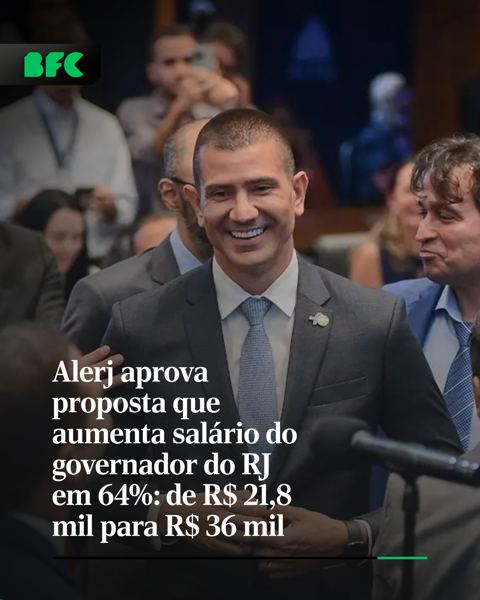 BFC
Alerj aprova
proposta que
aumenta salário do
governador do RJ
em 64%: de R$ 21,8
mil para R$ 36 mil